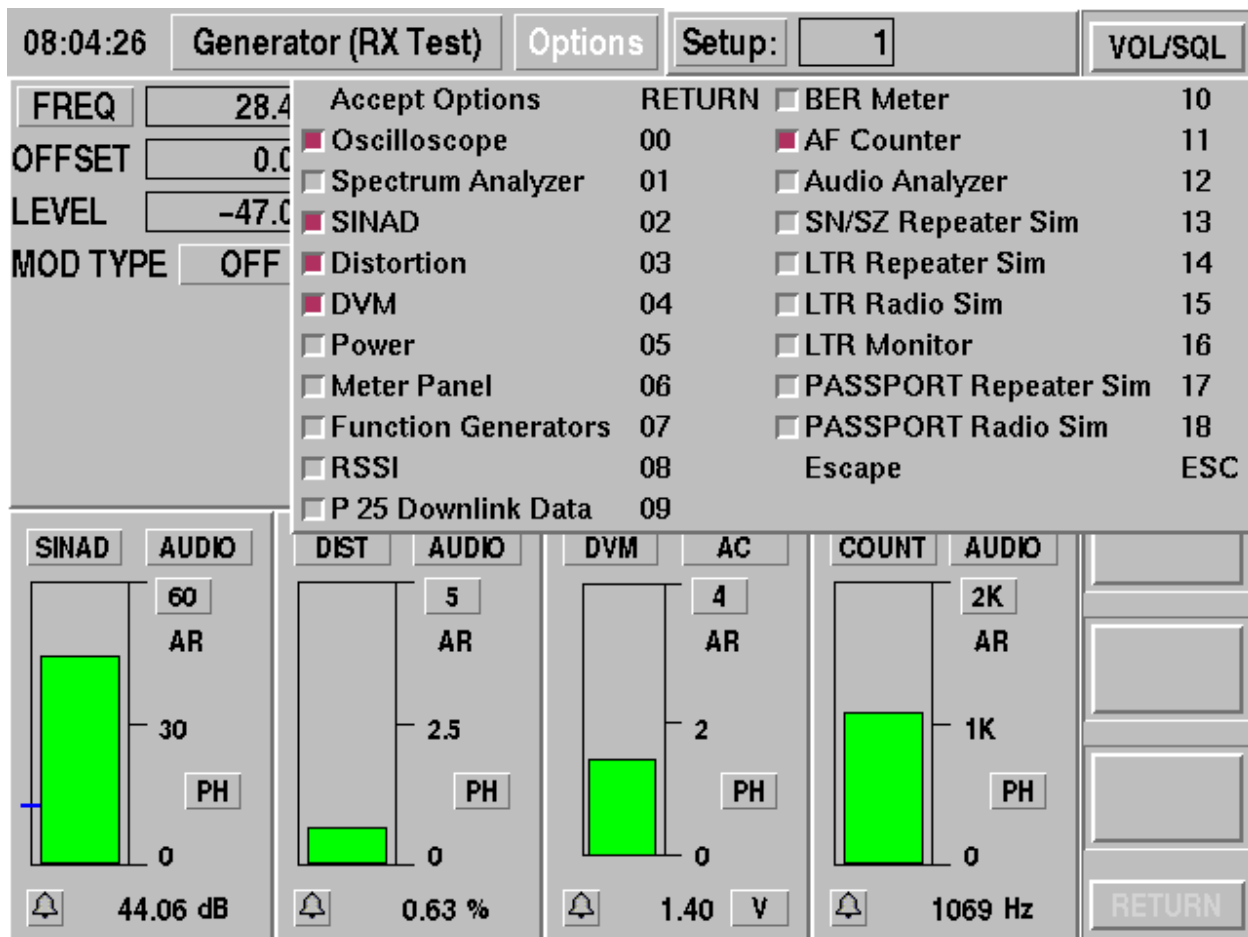 08:04:26 Generator (RX Test) Options Setup: 1 VOL/SQL
FREQ 28.4
OFFSET 0.0
LEVEL -47.0
MOD TYPE OFF
Accept Options RETURN
Oscilloscope 00
Spectrum Analyzer 01
SINAD 02
Distortion 03
DVM 04
Power 05
Meter Panel 06
Function Generators 07
RSSI 08
P 25 Downlink Data 09
BER Meter 10
AF Counter 11
Audio Analyzer 12
SN/SZ Repeater Sim 13
LTR Repeater Sim 14
LTR Radio Sim 15
LTR Monitor 16
PASSPORT Repeater Sim 17
PASSPORT Radio Sim 18
Escape ESC
SINAD AUDIO
60
AR
30
PH
0
44.06 dB
DIST AUDIO
5
AR
2.5
PH
0
0.63 %
DVM AC
4
AR
2
PH
0
1.40 V
COUNT AUDIO
2K
AR
1K
PH
0
1069 Hz
RETURN